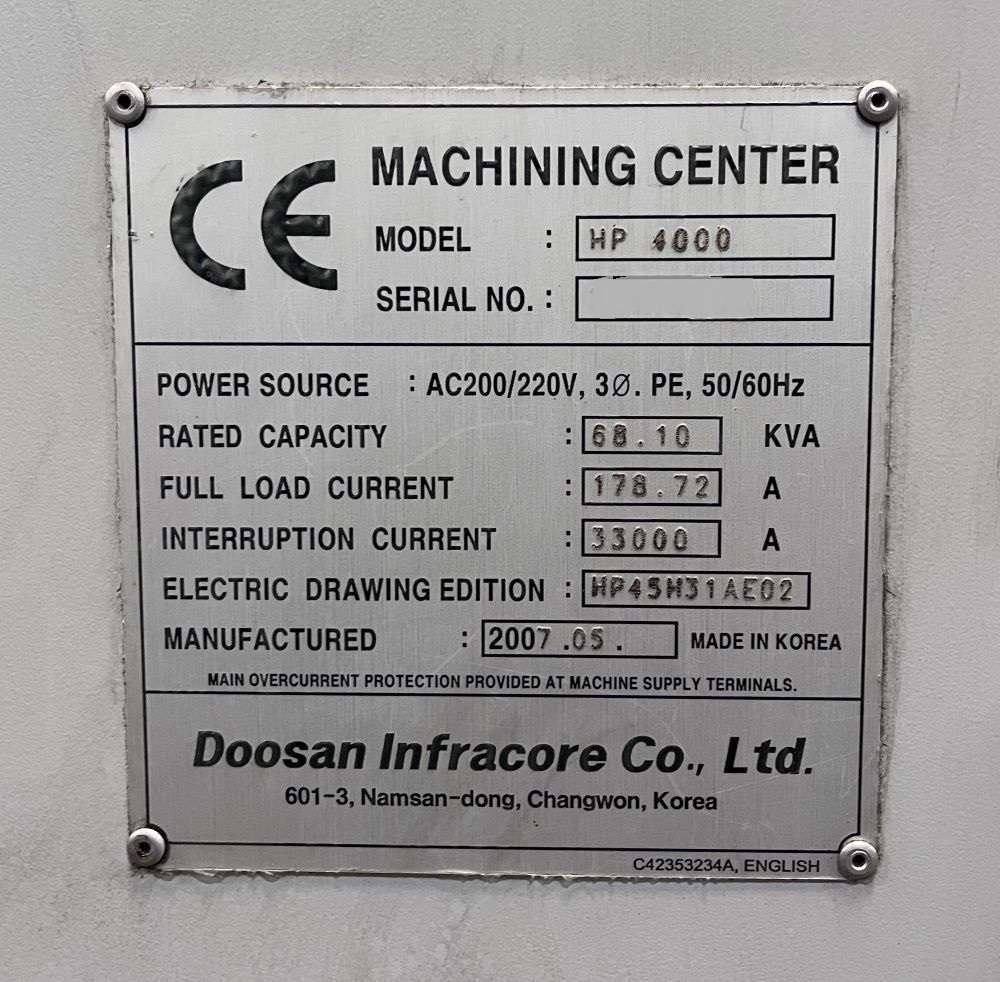 CE MACHINING CENTER
MODEL : HP 4000
SERIAL NO. :
POWER SOURCE : AC200/220V, 3Ø. PE, 50/60Hz
RATED CAPACITY : 68.10 KVA
FULL LOAD CURRENT : 178.72 A
INTERRUPTION CURRENT : 33000 A
ELECTRIC DRAWING EDITION : HP45M31AE02
MANUFACTURED : 2007.05. MADE IN KOREA
MAIN OVERCURRENT PROTECTION PROVIDED AT MACHINE SUPPLY TERMINALS.
Doosan Infracore Co., Ltd.
601-3, Namsan-dong, Changwon, Korea
C42353234A, ENGLISH